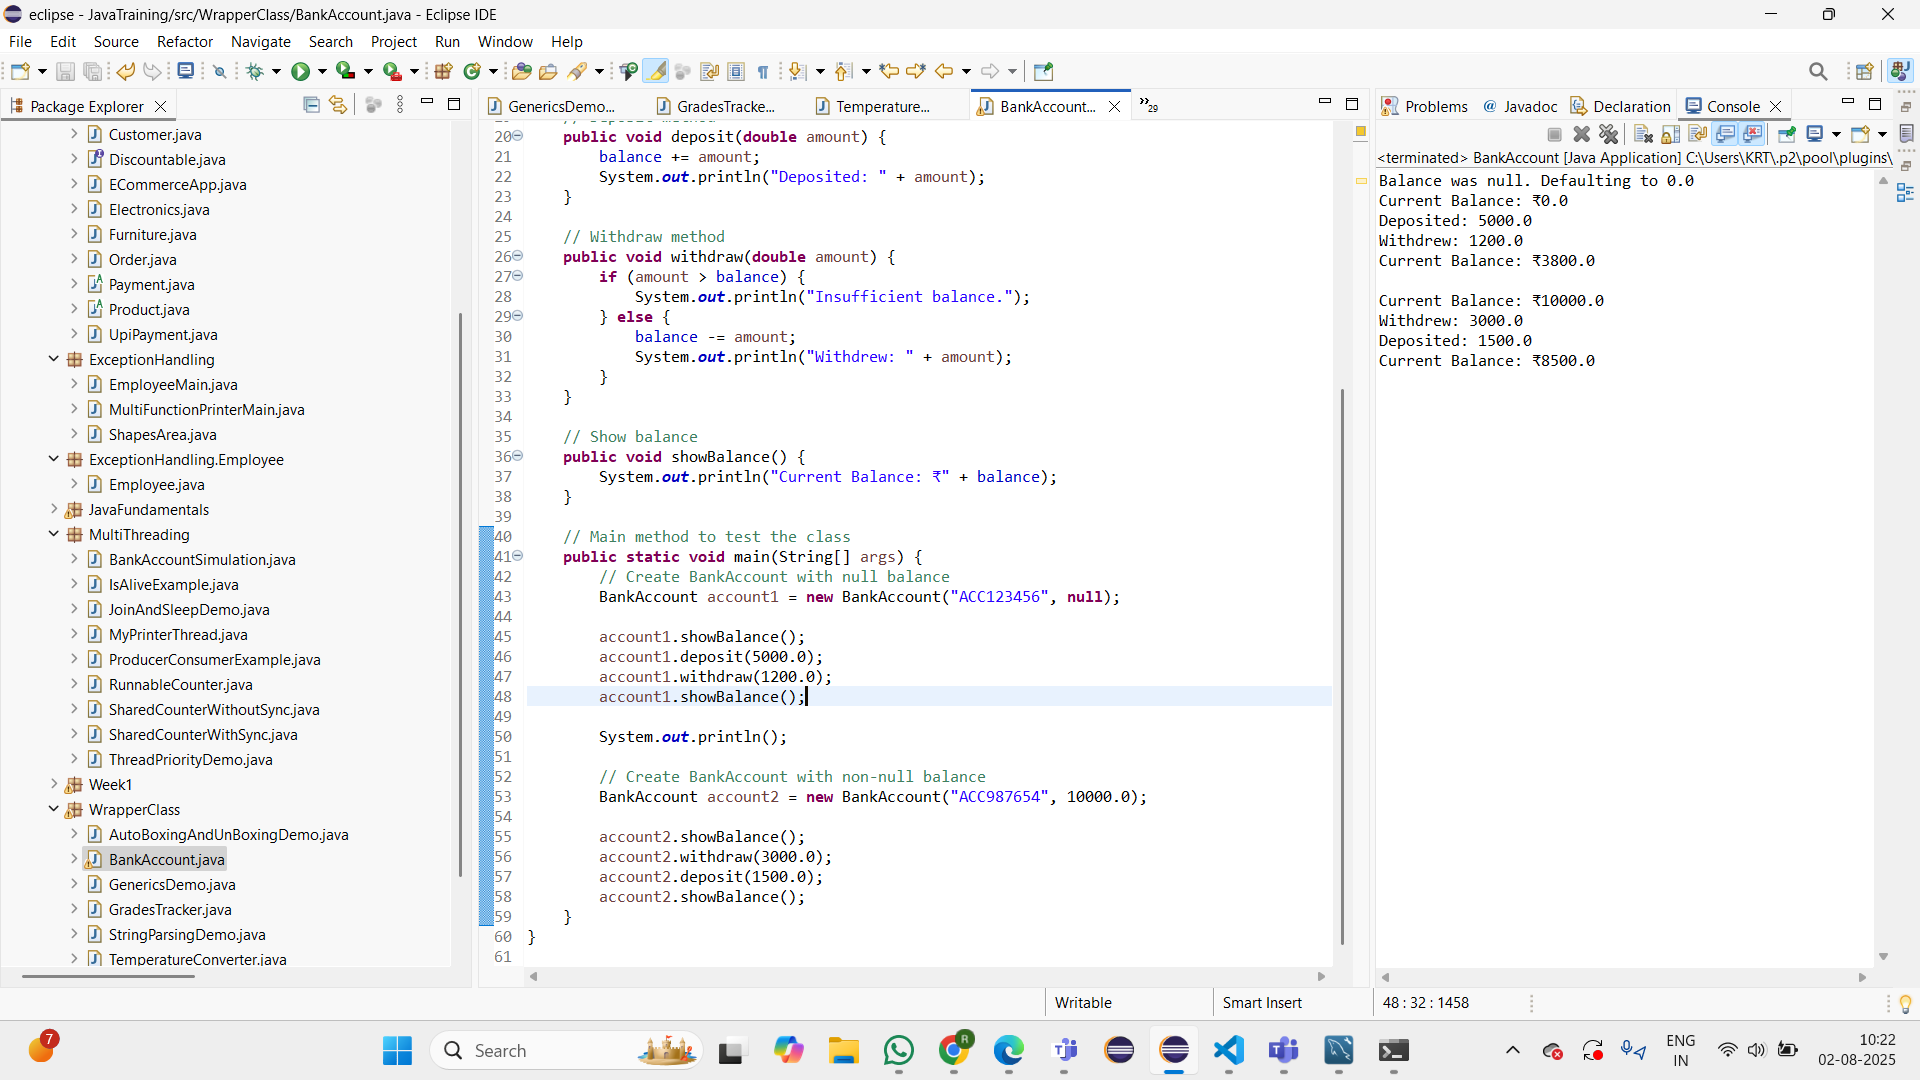 eclipse - JavaTraining/src/WrapperClass/BankAccount.java - Eclipse IDE
File Edit Source Refactor Navigate Search Project Run Window Help
Package Explorer
Customer.java
Discountable.java
ECommerceApp.java
Electronics.java
Furniture.java
Order.java
Payment.java
Product.java
UpiPayment.java
ExceptionHandling
EmployeeMain.java
MultiFunctionPrinterMain.java
ShapesArea.java
ExceptionHandling.Employee
Employee.java
JavaFundamentals
MultiThreading
BankAccountSimulation.java
IsAliveExample.java
JoinAndSleepDemo.java
MyPrinterThread.java
ProducerConsumerExample.java
RunnableCounter.java
SharedCounterWithoutSync.java
SharedCounterWithSync.java
ThreadPriorityDemo.java
Week1
WrapperClass
AutoBoxingAndUnBoxingDemo.java
BankAccount.java
GenericsDemo.java
GradesTracker.java
StringParsingDemo.java
TemperatureConverter.java
GenericsDemo... GradesTracke... Temperature... BankAccount... »29
20 public void deposit(double amount) {
21 balance += amount;
22 System.out.println("Deposited: " + amount);
23 }
24
25 // Withdraw method
26 public void withdraw(double amount) {
27 if (amount > balance) {
28 System.out.println("Insufficient balance.");
29 } else {
30 balance -= amount;
31 System.out.println("Withdrew: " + amount);
32 }
33 }
34
35 // Show balance
36 public void showBalance() {
37 System.out.println("Current Balance: ₹" + balance);
38 }
39
40 // Main method to test the class
41 public static void main(String[] args) {
42 // Create BankAccount with null balance
43 BankAccount account1 = new BankAccount("ACC123456", null);
44
45 account1.showBalance();
46 account1.deposit(5000.0);
47 account1.withdraw(1200.0);
48 account1.showBalance();
49
50 System.out.println();
51
52 // Create BankAccount with non-null balance
53 BankAccount account2 = new BankAccount("ACC987654", 10000.0);
54
55 account2.showBalance();
56 account2.withdraw(3000.0);
57 account2.deposit(1500.0);
58 account2.showBalance();
59 }
60 }
61
Problems @ Javadoc Declaration Console
<terminated> BankAccount [Java Application] C:\Users\KRT\.p2\pool\plugins\
Balance was null. Defaulting to 0.0
Current Balance: ₹0.0
Deposited: 5000.0
Withdrew: 1200.0
Current Balance: ₹3800.0
Current Balance: ₹10000.0
Withdrew: 3000.0
Deposited: 1500.0
Current Balance: ₹8500.0
Writable Smart Insert 48 : 32 : 1458
7 Search R ENG IN 10:22 02-08-2025